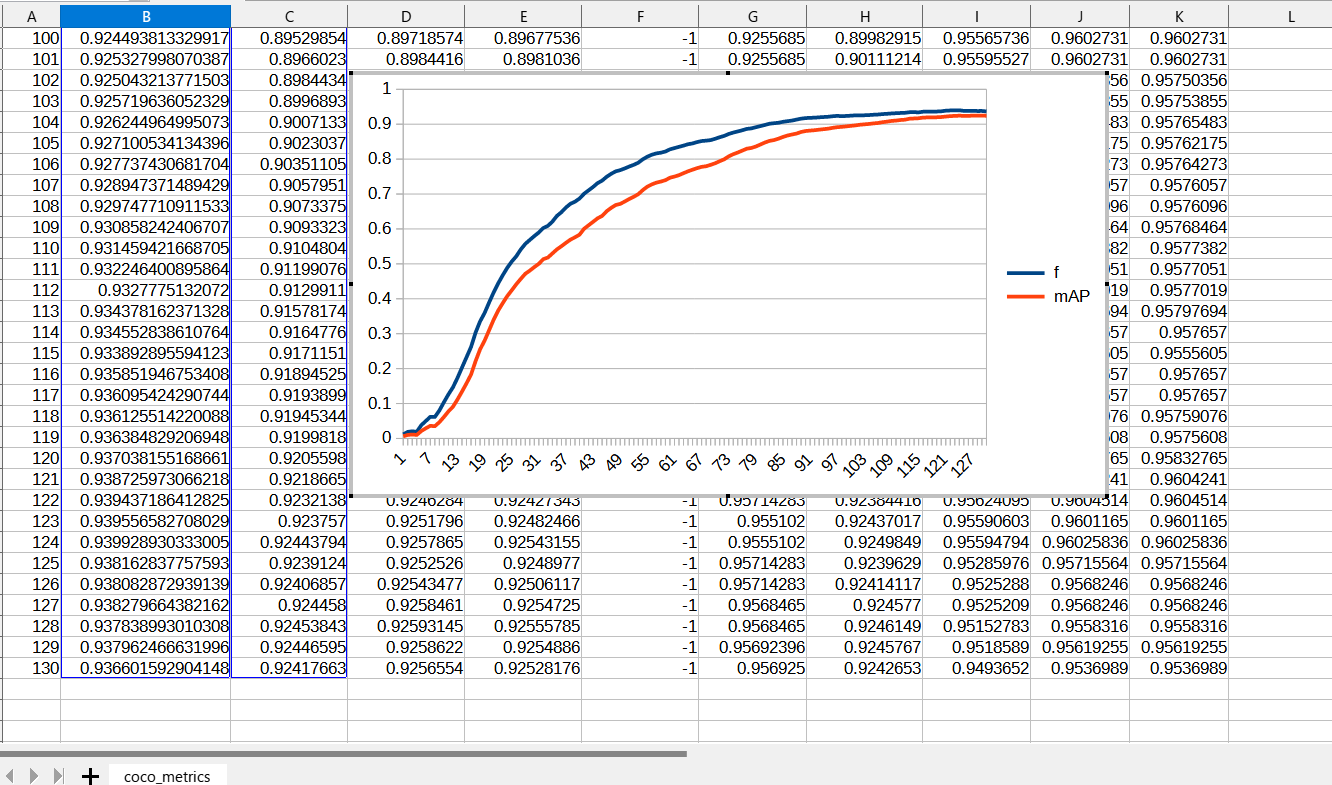 A B C D E F G H I J K L
100 0.924493813329917 0.89529854 0.89718574 0.89677536 -1 0.9255685 0.89982915 0.95565736 0.9602731 0.9602731
101 0.925327998070387 0.8966023 0.8984416 0.8981036 -1 0.9255685 0.90111214 0.95595527 0.9602731 0.9602731
102 0.925043213771503 0.8984434 56 0.95750356
103 0.925719636052329 0.8996893 55 0.95753855
104 0.926244964995073 0.9007133 83 0.95765483
105 0.927100534134396 0.9023037 75 0.95762175
106 0.927737430681704 0.90351105 73 0.95764273
107 0.928947371489429 0.9057951 57 0.9576057
108 0.929747710911533 0.9073375 96 0.9576096
109 0.930858242406707 0.9093323 64 0.95768464
110 0.931459421668705 0.9104804 82 0.9577382
111 0.932246400895864 0.91199076 51 0.9577051
112 0.9327775132072 0.9129911 19 0.9577019
113 0.934378162371328 0.91578174 94 0.95797694
114 0.934552838610764 0.9164776 57 0.957657
115 0.933892895594123 0.9171151 05 0.9555605
116 0.935851946753408 0.91894525 57 0.957657
117 0.936095424290744 0.9193899 57 0.957657
118 0.936125514220088 0.91945344 76 0.95759076
119 0.936384829206948 0.9199818 08 0.9575608
120 0.937038155168661 0.9205598 65 0.95832765
121 0.938725973066218 0.9218665 41 0.9604241
122 0.939437186412825 0.9232138 0.9246284 0.92427343 -1 0.95714283 0.92384416 0.95624095 0.9604514 0.9604514
123 0.939556582708029 0.923757 0.9251796 0.92482466 -1 0.955102 0.92437017 0.95590603 0.9601165 0.9601165
124 0.939928930333005 0.92443794 0.9257865 0.92543155 -1 0.9555102 0.9249849 0.95594794 0.96025836 0.96025836
125 0.938162837757593 0.9239124 0.9252526 0.9248977 -1 0.95714283 0.9239629 0.95285976 0.95715564 0.95715564
126 0.938082872939139 0.92406857 0.92543477 0.92506117 -1 0.95714283 0.92414117 0.9525288 0.9568246 0.9568246
127 0.938279664382162 0.924458 0.9258461 0.9254725 -1 0.9568465 0.924577 0.9525209 0.9568246 0.9568246
128 0.937838993010308 0.92453843 0.92593145 0.92555785 -1 0.9568465 0.9246149 0.95152783 0.9558316 0.9558316
129 0.937962466631996 0.92446595 0.9258622 0.9254886 -1 0.95692396 0.9245767 0.9518589 0.95619255 0.95619255
130 0.936601592904148 0.92417663 0.9256554 0.92528176 -1 0.956925 0.9242653 0.9493652 0.9536989 0.9536989
1
0.9
0.8
0.7
0.6
0.5
0.4
0.3
0.2
0.1
0
1 7 13 19 25 31 37 43 49 55 61 67 73 79 85 91 97 103 109 115 121 127
f
mAP
coco_metrics